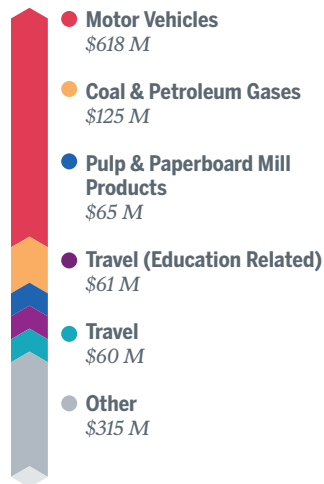 Motor Vehicles
$618 M
Coal & Petroleum Gases
$125 M
Pulp & Paperboard Mill
Products
$65 M
Travel (Education Related)
$61 M
Travel
$60 M
Other
$315 M